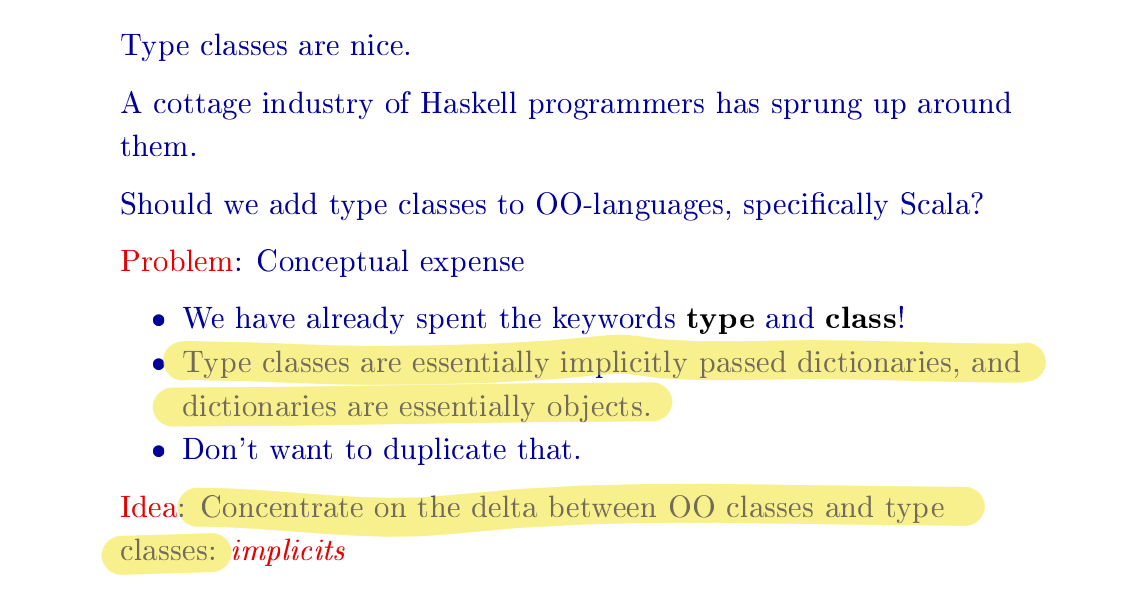 Type classes are nice.
A cottage industry of Haskell programmers has sprung up around
them.
Should we add type classes to OO-languages, specifically Scala?
Problem: Conceptual expense
• We have already spent the keywords type and class!
• Type classes are essentially implicitly passed dictionaries, and
dictionaries are essentially objects.
• Don't want to duplicate that.
Idea: Concentrate on the delta between OO classes and type
classes: implicits